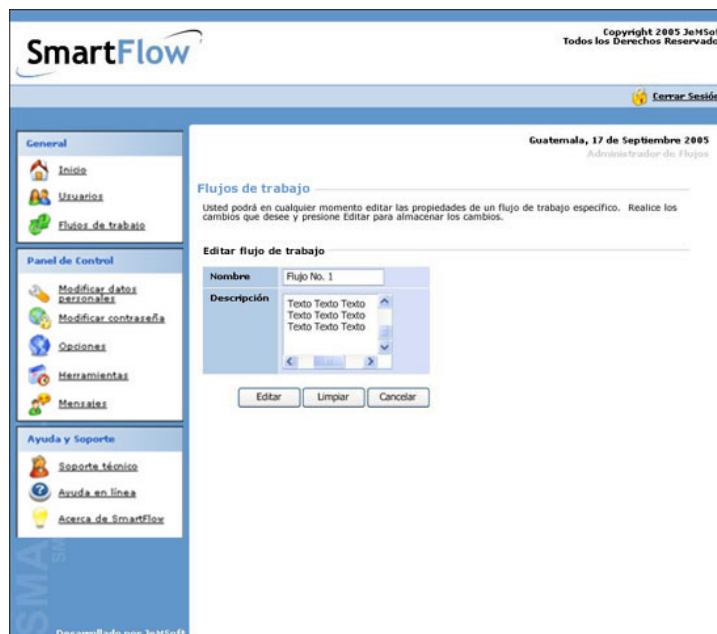 SmartFlow
Copyright 2005 JeMSof
Todos los Derechos Reservado
Cerrar Sesión
General
Inicio
Usuarios
Flujos de trabajo
Panel de Control
Modificar datos
personales
Modificar contraseña
Opciones
Herramientas
Mensajes
Ayuda y Soporte
Soporte técnico
Ayuda en línea
Acerca de SmartFlow
SMA
SM
Desarrollado por JeMSoft
Guatemala, 17 de Septiembre 2005
Administrador de Flujos
Flujos de trabajo
Usted podrá en cualquier momento editar las propiedades de un flujo de trabajo específico. Realice los
cambios que desee y presione Editar para almacenar los cambios.
Editar flujo de trabajo
Nombre
Flujo No. 1
Descripción
Texto Texto Texto
Texto Texto Texto
Texto Texto Texto
Editar
Limpiar
Cancelar